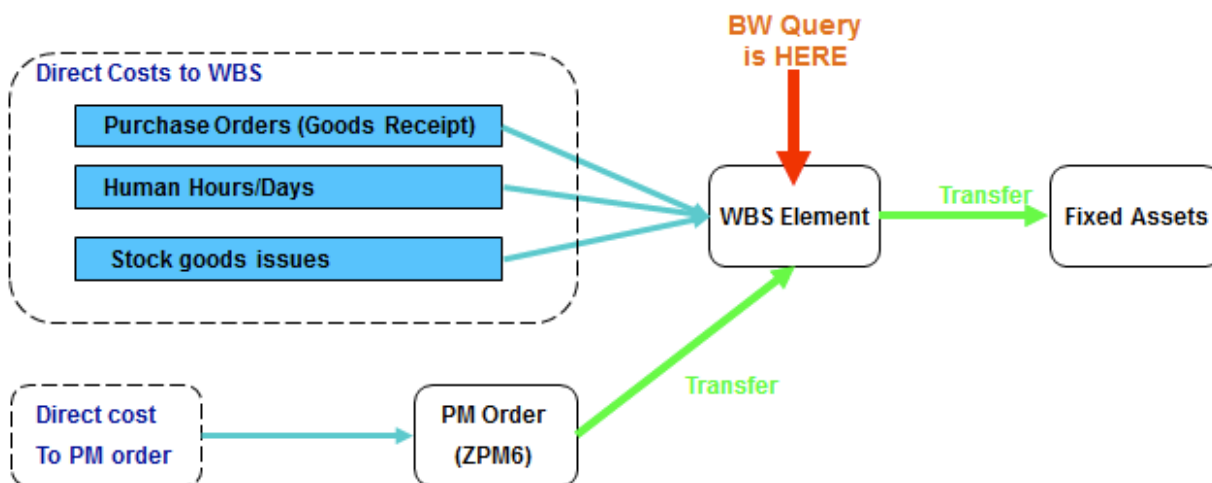 BW Query
is HERE
Direct Costs to WBS
Purchase Orders (Goods Receipt)
Human Hours/Days
Stock goods issues
WBS Element
Transfer
Fixed Assets
Transfer
Direct cost
To PM order
PM Order
(ZPM6)